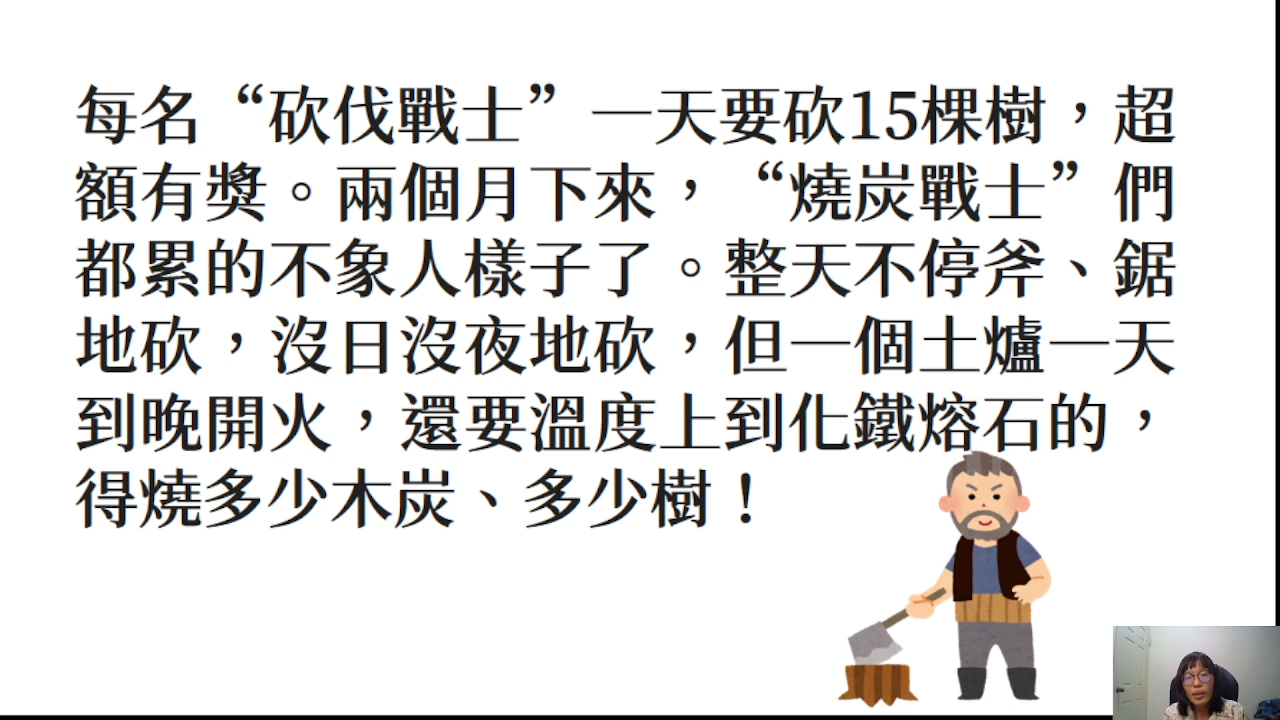 每名“砍伐戰士”一天要砍15棵樹，超
額有獎。兩個月下來，“燒炭戰士”們
都累的不象人樣子了。整天不停斧、鋸
地砍，沒日沒夜地砍，但一個土爐一天
到晚開火，還要溫度上到化鐵熔石的，
得燒多少木炭、多少樹！